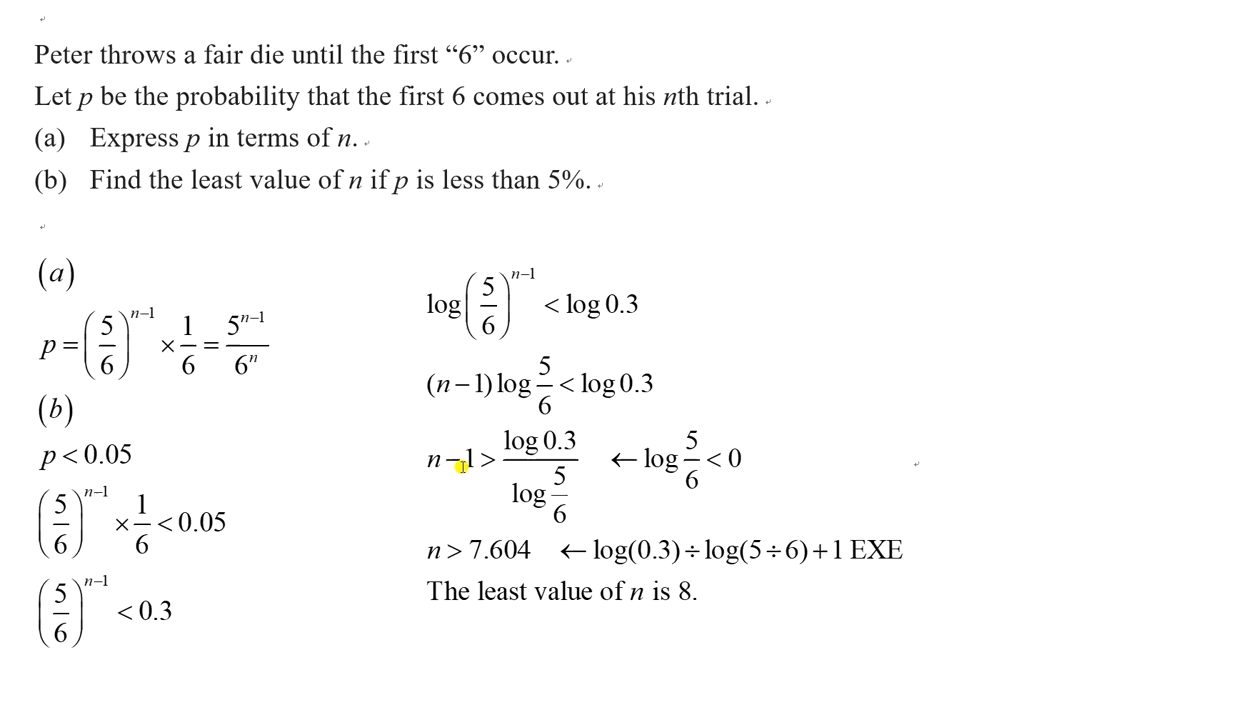 Peter throws a fair die until the first “6” occur.
Let p be the probability that the first 6 comes out at his nth trial.
(a) Express p in terms of n.
(b) Find the least value of n if p is less than 5%.
(a)
p = (5/6)^(n−1) × 1/6 = 5^(n−1)/6^n
(b)
p < 0.05
(5/6)^(n−1) × 1/6 < 0.05
(5/6)^(n−1) < 0.3
log(5/6)^(n−1) < log 0.3
(n−1) log 5/6 < log 0.3
n−1 > log 0.3 / log 5/6 ← log 5/6 < 0
n > 7.604 ← log(0.3)÷log(5÷6)+1 EXE
The least value of n is 8.